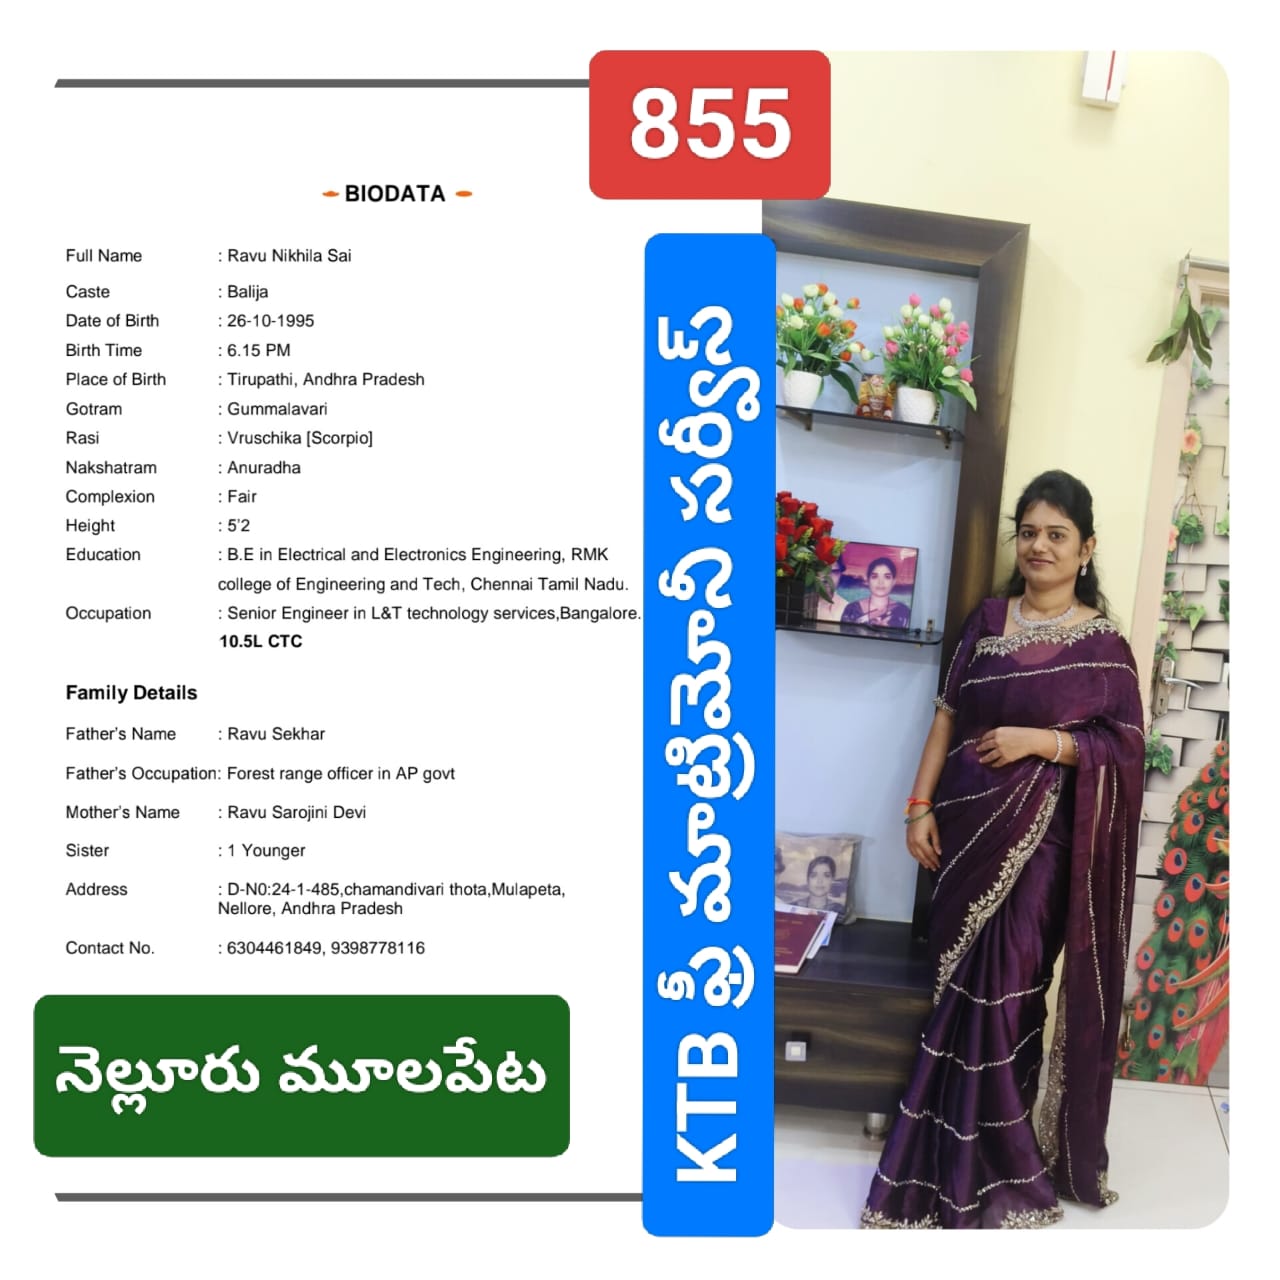 855
BIODATA
Full Name : Ravu Nikhila Sai
Caste : Balija
Date of Birth : 26-10-1995
Birth Time : 6.15 PM
Place of Birth : Tirupathi, Andhra Pradesh
Gotram : Gummalavari
Rasi : Vruschika [Scorpio]
Nakshatram : Anuradha
Complexion : Fair
Height : 5'2
Education : B.E in Electrical and Electronics Engineering, RMK
college of Engineering and Tech, Chennai Tamil Nadu.
Occupation : Senior Engineer in L&T technology services,Bangalore.
10.5L CTC
Family Details
Father's Name : Ravu Sekhar
Father's Occupation: Forest range officer in AP govt
Mother's Name : Ravu Sarojini Devi
Sister : 1 Younger
Address : D-N0:24-1-485,chamandivari thota,Mulapeta,
Nellore, Andhra Pradesh
Contact No. : 6304461849, 9398778116
నెల్లూరు మూలపేట
KTB ఫ్రీ మాట్రిమోనీ సర్వీస్